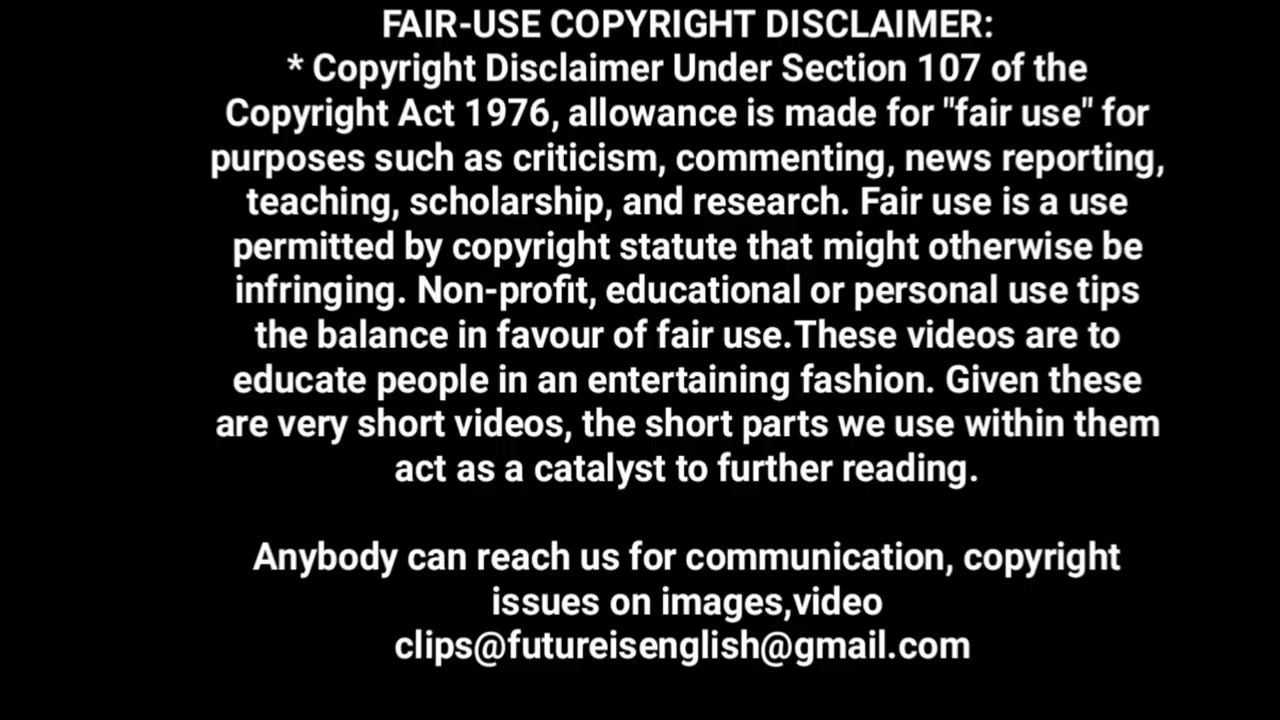 FAIR-USE COPYRIGHT DISCLAIMER:
* Copyright Disclaimer Under Section 107 of the
Copyright Act 1976, allowance is made for "fair use" for
purposes such as criticism, commenting, news reporting,
teaching, scholarship, and research. Fair use is a use
permitted by copyright statute that might otherwise be
infringing. Non-profit, educational or personal use tips
the balance in favour of fair use.These videos are to
educate people in an entertaining fashion. Given these
are very short videos, the short parts we use within them
act as a catalyst to further reading.
Anybody can reach us for communication, copyright
issues on images,video
clips@futureisenglish@gmail.com